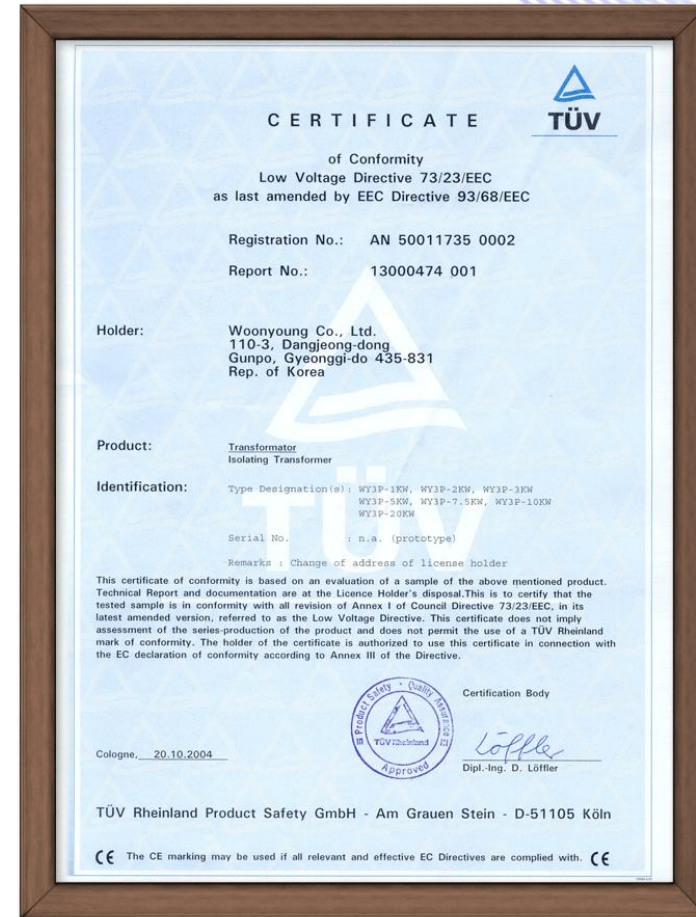 TÜV
CERTIFICATE
of Conformity
Low Voltage Directive 73/23/EEC
as last amended by EEC Directive 93/68/EEC
Registration No.: AN 50011735 0002
Report No.: 13000474 001
Holder: Woonyoung Co., Ltd.
110-3, Dangjeong-dong
Gunpo, Gyeonggi-do 435-831
Rep. of Korea
Product: Transformator
Isolating Transformer
Identification: Type Designation(s): WY3P-1KW, WY3P-2KW, WY3P-3KW
WY3P-5KW, WY3P-7.5KW, WY3P-10KW
WY3P-20KW
TÜV
Serial No. : n.a. (prototype)
Remarks : Change of address of license holder
This certificate of conformity is based on an evaluation of a sample of the above mentioned product.
Technical Report and documentation are at the Licence Holder's disposal.This is to certify that the
tested sample is in conformity with all revision of Annex I of Council Directive 73/23/EEC, in its
latest amended version, referred to as the Low Voltage Directive. This certificate does not imply
assessment of the series-production of the product and does not permit the use of a TÜV Rheinland
mark of conformity. The holder of the certificate is authorized to use this certificate in connection with
the EC declaration of conformity according to Annex III of the Directive.
Product Safety · Quality Assurance
TÜV Rheinland
Approved
Certification Body
Löffler
Cologne, 20.10.2004
Dipl.-Ing. D. Löffler
TÜV Rheinland Product Safety GmbH - Am Grauen Stein - D-51105 Köln
CE The CE marking may be used if all relevant and effective EC Directives are complied with. CE